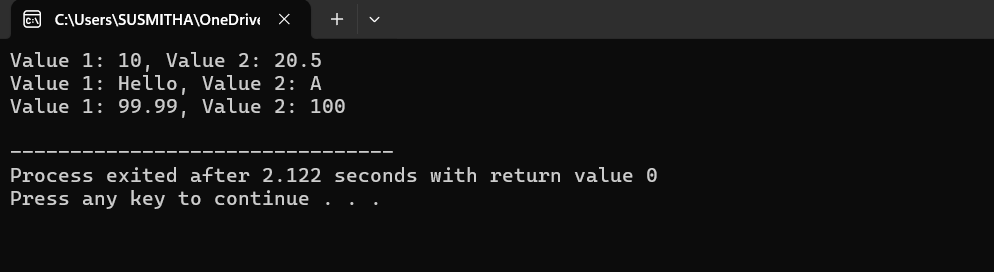 C:\Users\SUSMITHA\OneDrive
Value 1: 10, Value 2: 20.5
Value 1: Hello, Value 2: A
Value 1: 99.99, Value 2: 100
--------------------------------
Process exited after 2.122 seconds with return value 0
Press any key to continue . . .